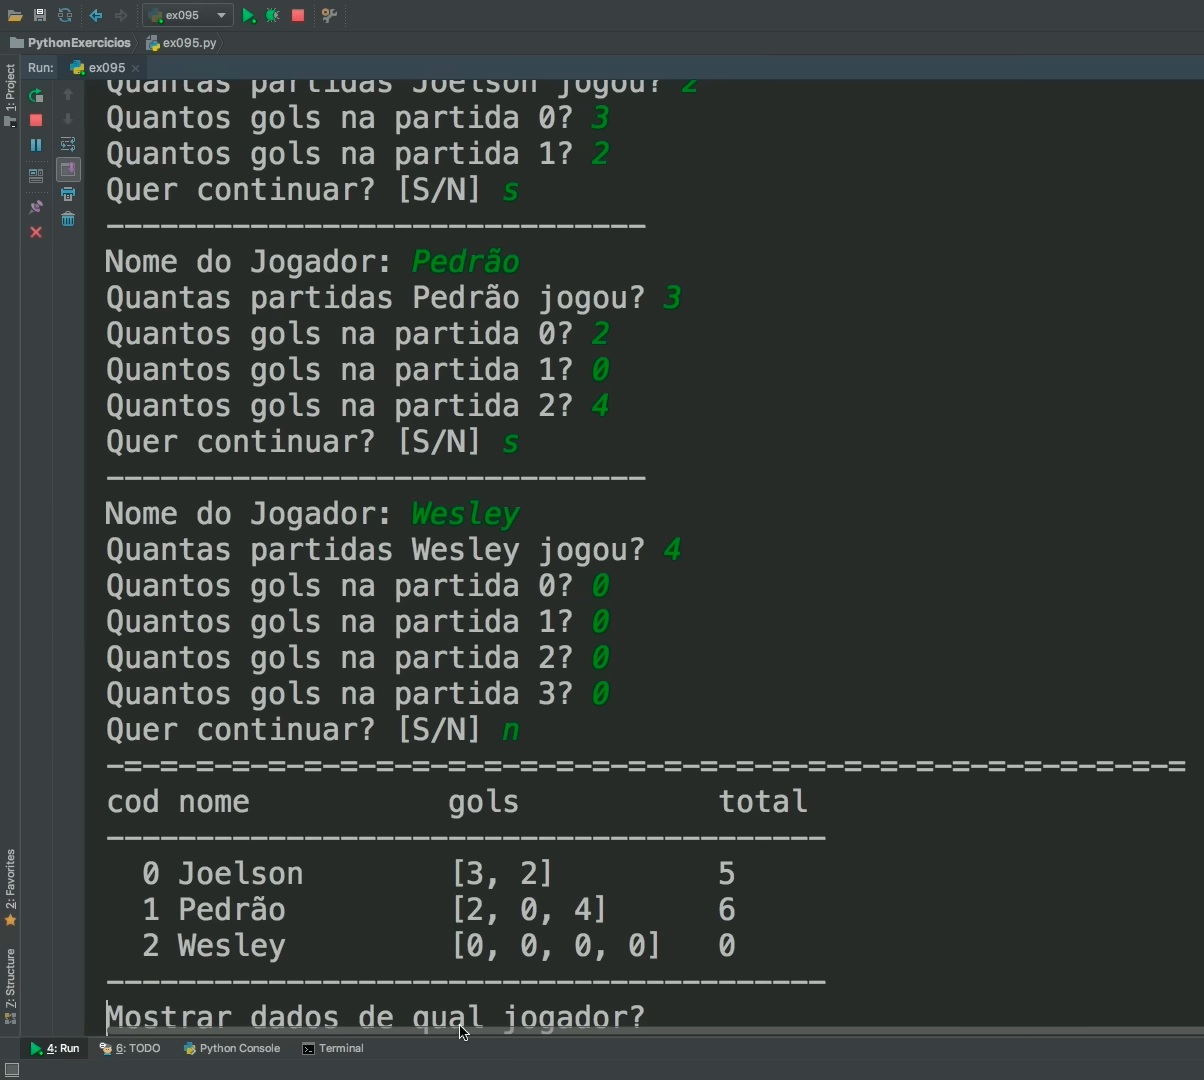 ex095
PythonExercicios
ex095.py
Run:
ex095
1: Project
Quantas partidas Joelson jogou? 2
Quantos gols na partida 0? 3
Quantos gols na partida 1? 2
Quer continuar? [S/N] s
------------------------------
Nome do Jogador: Pedrão
Quantas partidas Pedrão jogou? 3
Quantos gols na partida 0? 2
Quantos gols na partida 1? 0
Quantos gols na partida 2? 4
Quer continuar? [S/N] s
------------------------------
Nome do Jogador: Wesley
Quantas partidas Wesley jogou? 4
Quantos gols na partida 0? 0
Quantos gols na partida 1? 0
Quantos gols na partida 2? 0
Quantos gols na partida 3? 0
Quer continuar? [S/N] n
-=-=-=-=-=-=-=-=-=-=-=-=-=-=-=-=-=-=-=-=-=-=-=-=-=-=-=-=-=-=
cod nome           gols           total
----------------------------------------
  0 Joelson        [3, 2]         5
  1 Pedrão         [2, 0, 4]      6
  2 Wesley         [0, 0, 0, 0]   0
----------------------------------------
Mostrar dados de qual jogador?
2: Favorites
7: Structure
4: Run
6: TODO
Python Console
Terminal